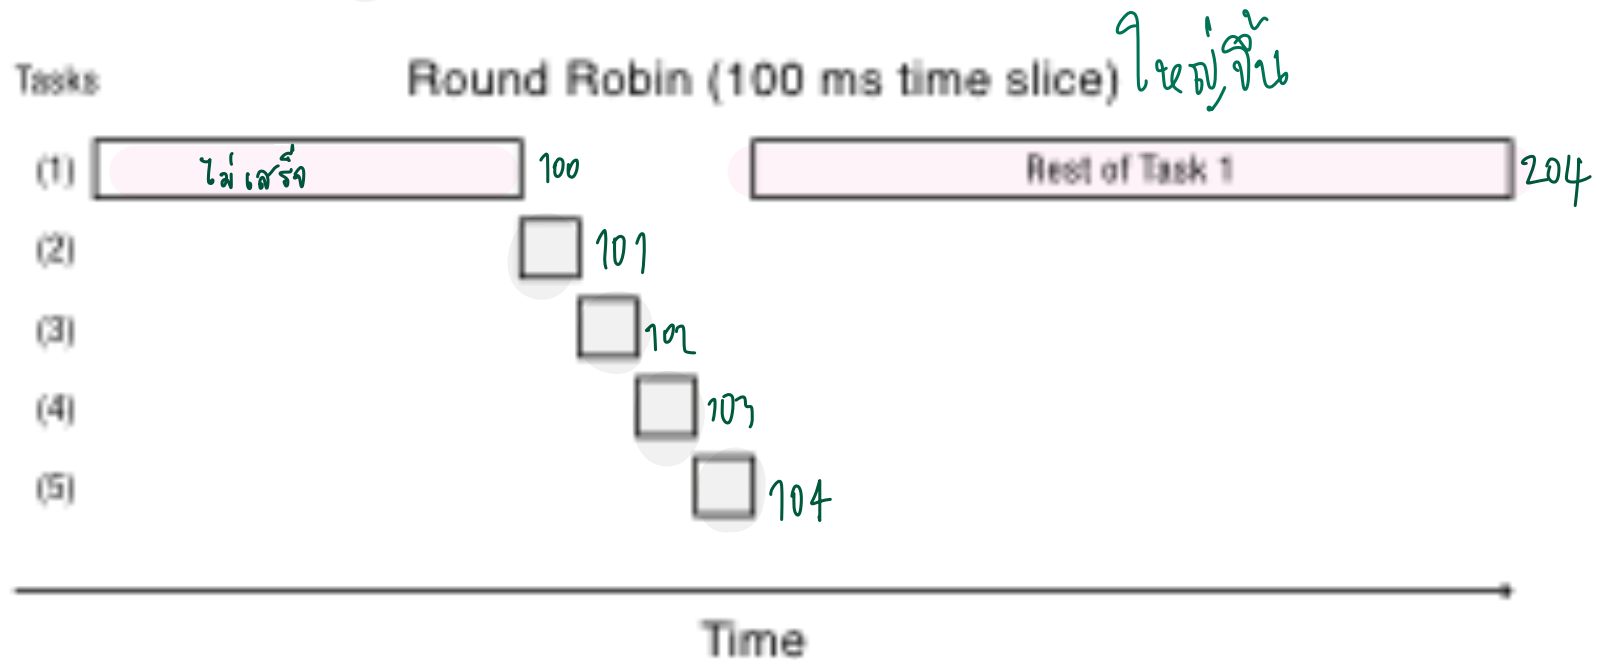 Tasks
Round Robin (100 ms time slice) ใหญ่ขึ้น
(1) ไม่เสร็จ 100 Rest of Task 1 204
(2) 101
(3) 102
(4) 103
(5) 104
Time